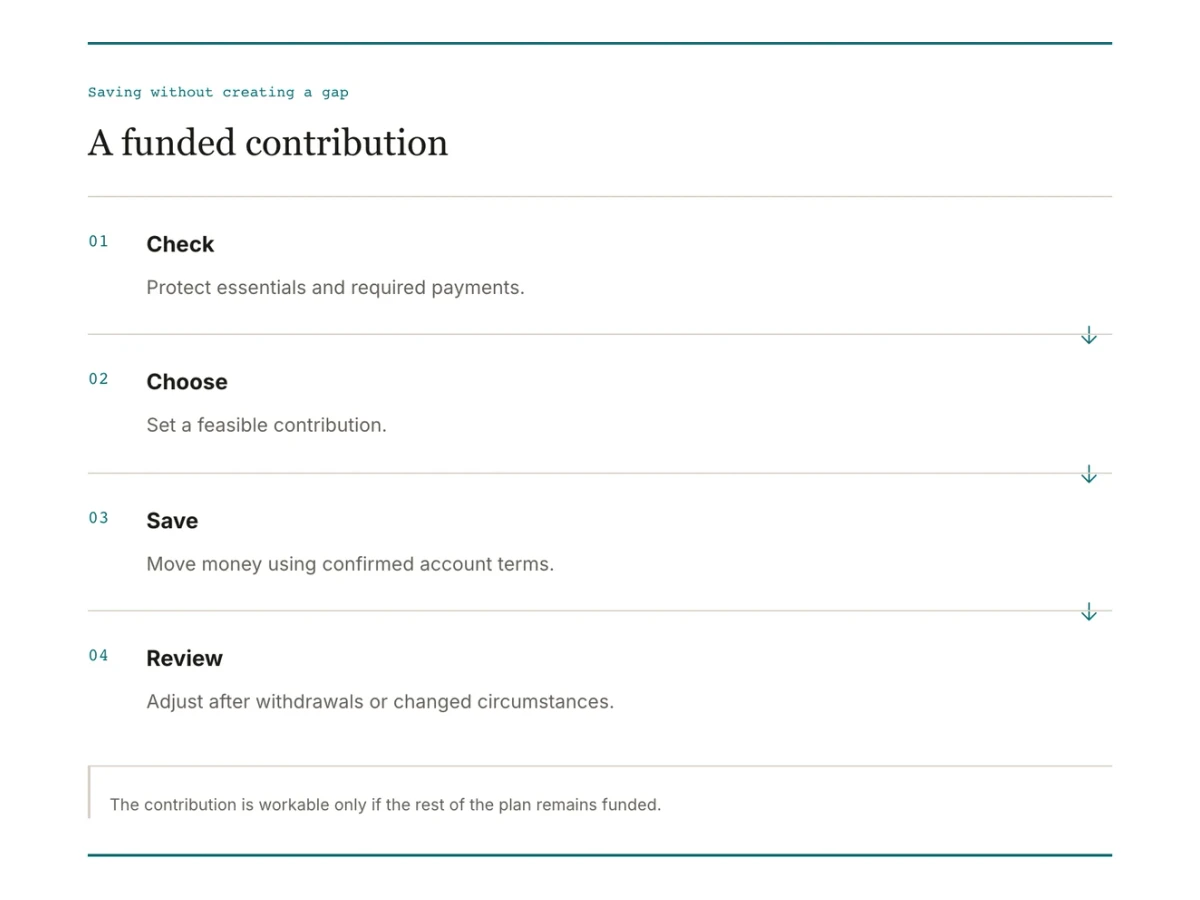 Saving without creating a gap
A funded contribution
01
Check
Protect essentials and required payments.
02
Choose
Set a feasible contribution.
03
Save
Move money using confirmed account terms.
04
Review
Adjust after withdrawals or changed circumstances.
The contribution is workable only if the rest of the plan remains funded.